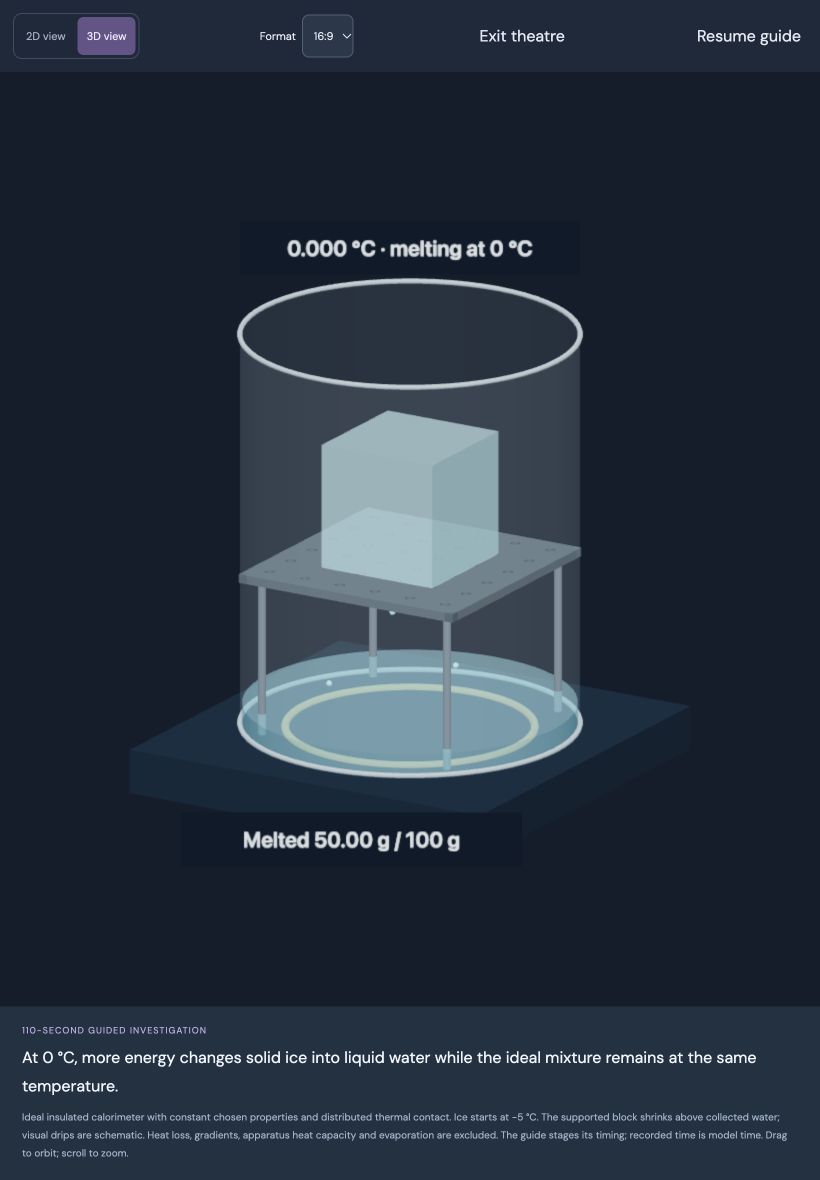 2D view
3D view
Format
16:9
Exit theatre
Resume guide
0.000 °C · melting at 0 °C
Melted 50.00 g / 100 g
110-SECOND GUIDED INVESTIGATION
At 0 °C, more energy changes solid ice into liquid water while the ideal mixture remains at the same
temperature.
Ideal insulated calorimeter with constant chosen properties and distributed thermal contact. Ice starts at −5 °C. The supported block shrinks above collected water;
visual drips are schematic. Heat loss, gradients, apparatus heat capacity and evaporation are excluded. The guide stages its timing; recorded time is model time. Drag
to orbit; scroll to zoom.